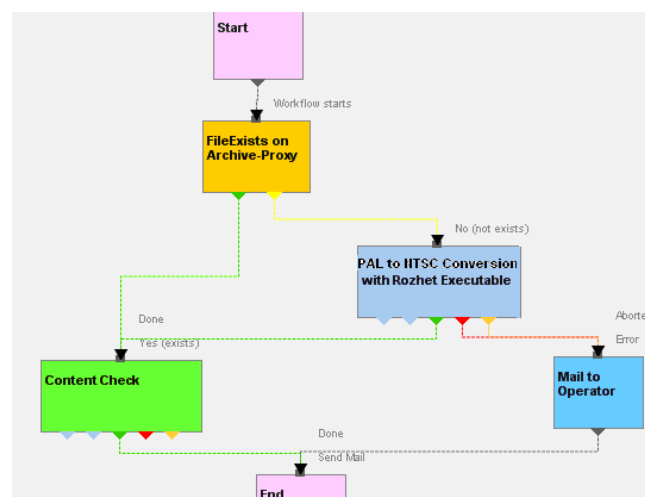 Start
Workflow starts
FileExists on
Archive-Proxy
No (not exists)
PAL to NTSC Conversion
with Rozhet Executable
Done
Yes (exists)
Aborte
Error
Content Check
Mail to
Operator
Done
Send Mail
End